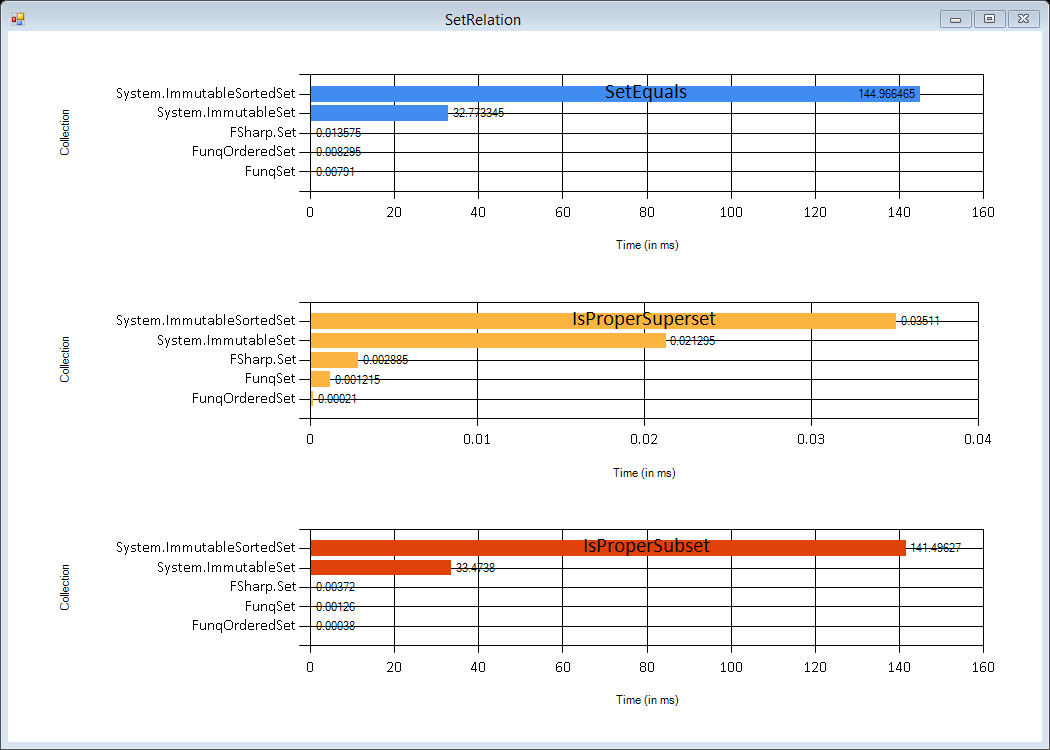 SetRelation
SetEquals
Collection
System.ImmutableSortedSet 144.966465
System.ImmutableSet 32.773345
FSharp.Set 0.013575
FunqOrderedSet 0.008295
FunqSet 0.00791
0 20 40 60 80 100 120 140 160
Time (in ms)
IsProperSuperset
Collection
System.ImmutableSortedSet 0.03511
System.ImmutableSet 0.021295
FSharp.Set 0.002885
FunqSet 0.001215
FunqOrderedSet 0.00021
0 0.01 0.02 0.03 0.04
Time (in ms)
IsProperSubset
Collection
System.ImmutableSortedSet 141.49627
System.ImmutableSet 33.4738
FSharp.Set 0.00372
FunqSet 0.00126
FunqOrderedSet 0.00038
0 20 40 60 80 100 120 140 160
Time (in ms)